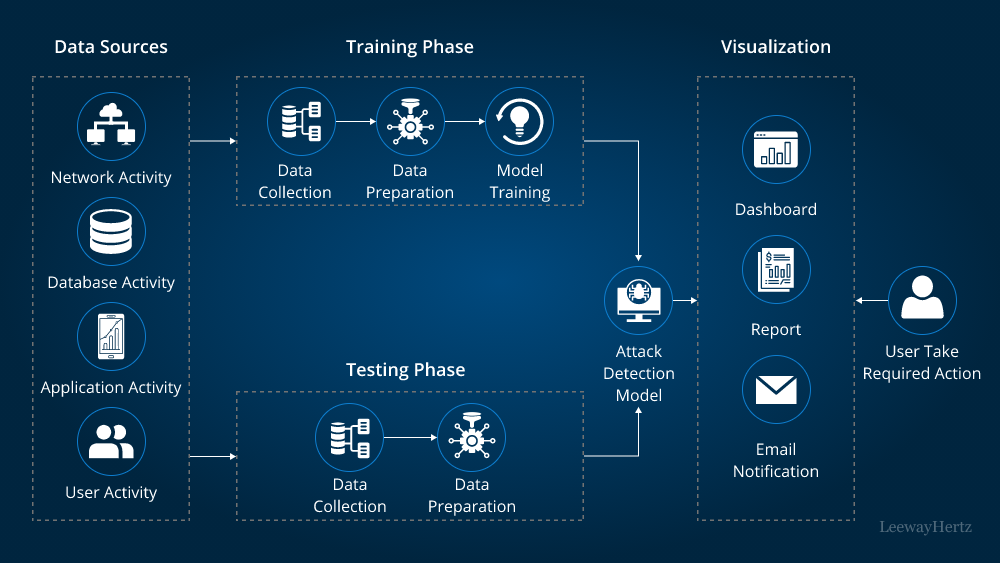 Data Sources
Network Activity
Database Activity
Application Activity
User Activity
Training Phase
Data
Collection
Data
Preparation
Model
Training
Testing Phase
Data
Collection
Data
Preparation
Attack
Detection
Model
Visualization
Dashboard
Report
Email
Notification
User Take
Required Action
LeewayHertz